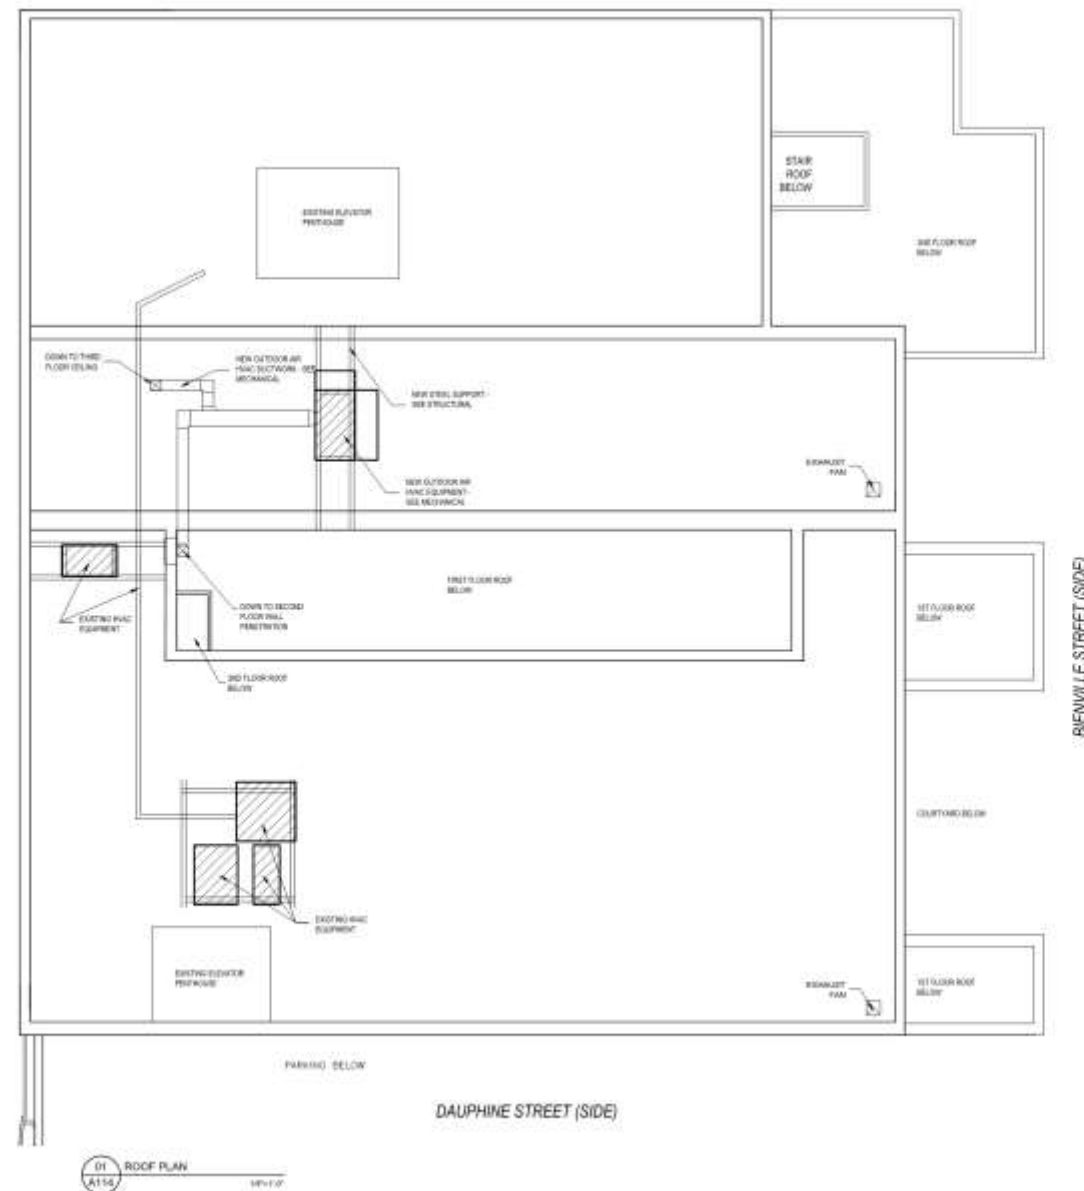 STAIR
ROOF
BELOW
EXISTING ELEVATOR
PENTHOUSE
2ND FLOOR ROOF
BELOW
DOWN TO THIRD
FLOOR CEILING
NEW OUTDOOR AIR
HVAC DUCTWORK - SEE
MECHANICAL
NEW STEEL SUPPORT -
SEE STRUCTURAL
EXHAUST
FAN
NEW OUTDOOR AIR
HVAC EQUIPMENT -
SEE MECHANICAL
FIRST FLOOR ROOF
BELOW
EXISTING HVAC
EQUIPMENT
DOWN TO SECOND
FLOOR WALL
PENETRATION
1ST FLOOR ROOF
BELOW
BIENVILLE STREET (SIDE)
2ND FLOOR ROOF
BELOW
COURTYARD BELOW
EXISTING HVAC
EQUIPMENT
EXISTING ELEVATOR
PENTHOUSE
EXHAUST
FAN
1ST FLOOR ROOF
BELOW
PARKING BELOW
DAUPHINE STREET (SIDE)
01 ROOF PLAN
A114